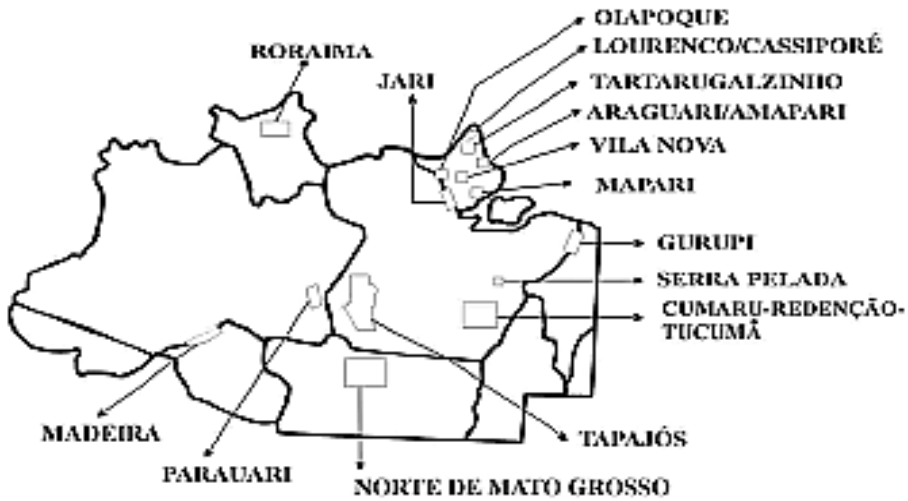 OIAPOQUE
LOURENCO/CASSIPORÉ
RORAIMA
JARI
TARTARUGALZINHO
ARAGUARI/AMAPARI
VILA NOVA
MAPARI
GURUPI
SERRA PELADA
CUMARU-REDENÇÃO-
TUCUMÃ
MADEIRA
TAPAJÓS
PARAUARI
NORTE DE MATO GROSSO